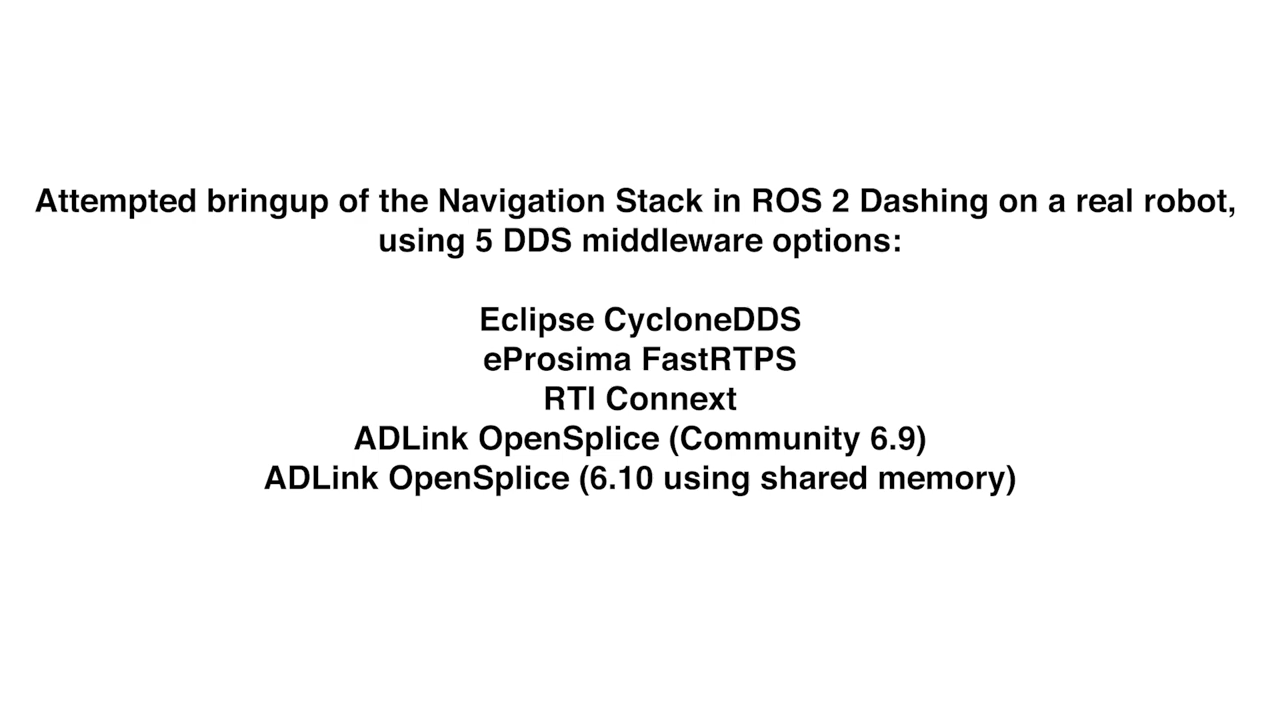 Attempted bringup of the Navigation Stack in ROS 2 Dashing on a real robot,
using 5 DDS middleware options:
Eclipse CycloneDDS
eProsima FastRTPS
RTI Connext
ADLink OpenSplice (Community 6.9)
ADLink OpenSplice (6.10 using shared memory)